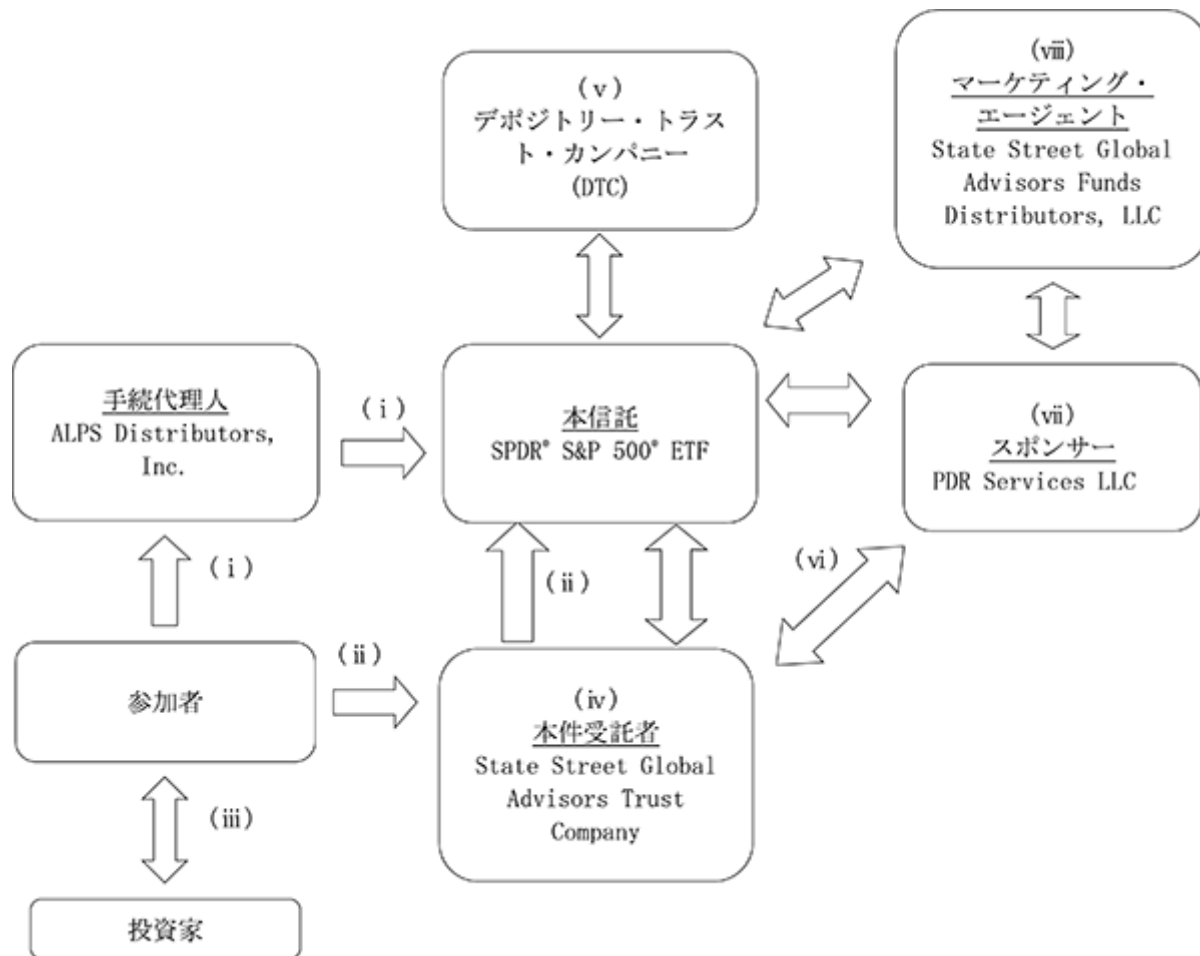 (v)
デポジトリー・トラス
ト・カンパニー
(DTC)
(viii)
マーケティング・
エージェント
State Street Global
Advisors Funds
Distributors, LLC
手続代理人
ALPS Distributors,
Inc.
(i)
本信託
SPDR® S&P 500® ETF
(vii)
スポンサー
PDR Services LLC
(i)
(ii)
(vi)
参加者
(ii)
(iv)
本件受託者
State Street Global
Advisors Trust
Company
(iii)
投資家